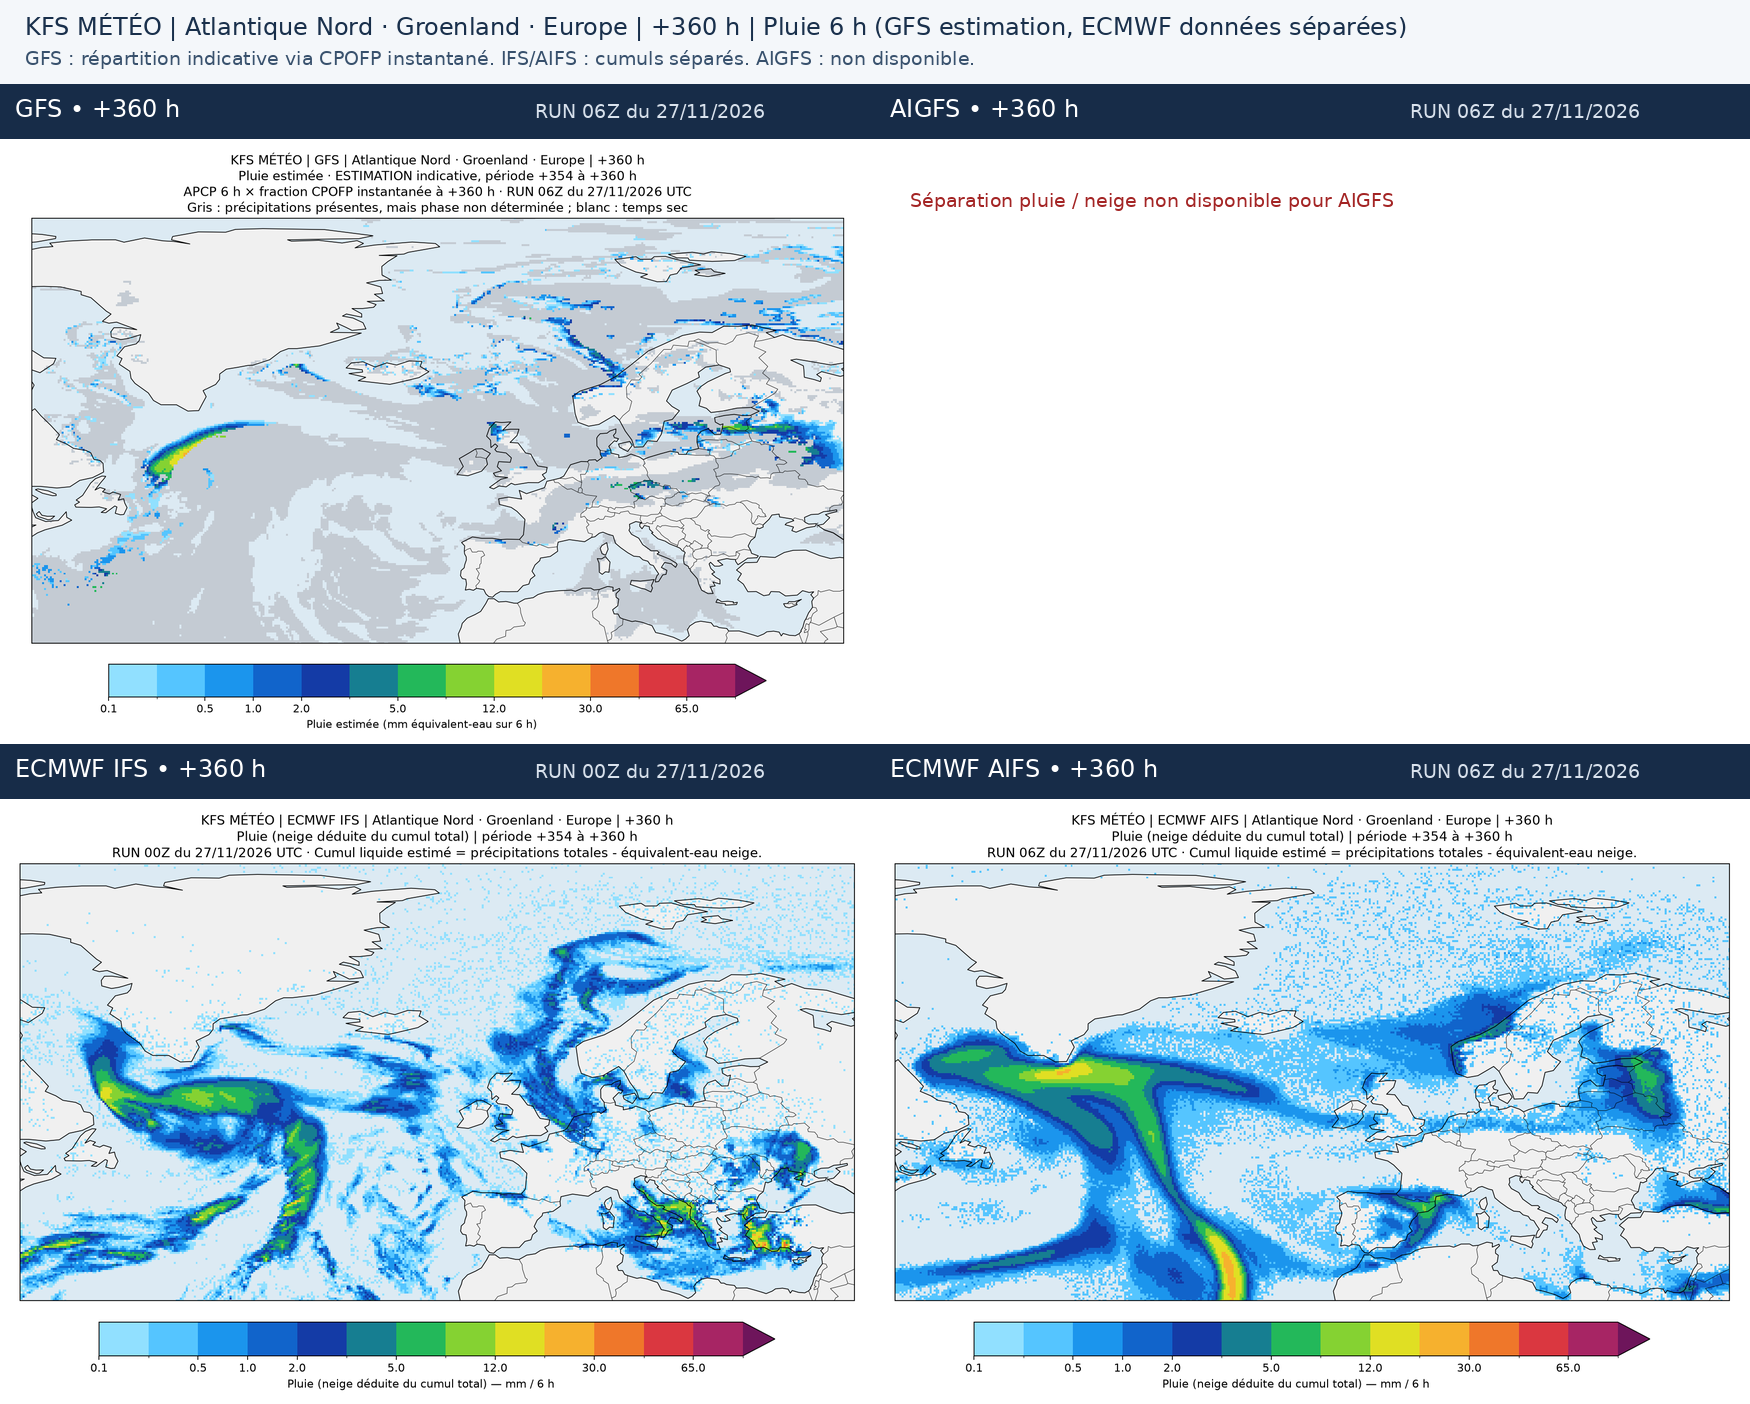 KFS MÉTÉO | Atlantique Nord · Groenland · Europe | +360 h | Pluie 6 h (GFS estimation, ECMWF données séparées)
GFS : répartition indicative via CPOFP instantané. IFS/AIFS : cumuls séparés. AIGFS : non disponible.
GFS • +360 h
RUN 06Z du 27/11/2026
AIGFS • +360 h
RUN 06Z du 27/11/2026
KFS MÉTÉO | GFS | Atlantique Nord · Groenland · Europe | +360 h
Pluie estimée · ESTIMATION indicative, période +354 à +360 h
APCP 6 h × fraction CPOFP instantanée à +360 h · RUN 06Z du 27/11/2026 UTC
Gris : précipitations présentes, mais phase non déterminée ; blanc : temps sec
Séparation pluie / neige non disponible pour AIGFS
0.1 0.5 1.0 2.0 5.0 12.0 30.0 65.0
Pluie estimée (mm équivalent-eau sur 6 h)
ECMWF IFS • +360 h
RUN 00Z du 27/11/2026
ECMWF AIFS • +360 h
RUN 06Z du 27/11/2026
KFS MÉTÉO | ECMWF IFS | Atlantique Nord · Groenland · Europe | +360 h
Pluie (neige déduite du cumul total) | période +354 à +360 h
RUN 00Z du 27/11/2026 UTC · Cumul liquide estimé = précipitations totales - équivalent-eau neige.
KFS MÉTÉO | ECMWF AIFS | Atlantique Nord · Groenland · Europe | +360 h
Pluie (neige déduite du cumul total) | période +354 à +360 h
RUN 06Z du 27/11/2026 UTC · Cumul liquide estimé = précipitations totales - équivalent-eau neige.
0.1 0.5 1.0 2.0 5.0 12.0 30.0 65.0
Pluie (neige déduite du cumul total) — mm / 6 h
0.1 0.5 1.0 2.0 5.0 12.0 30.0 65.0
Pluie (neige déduite du cumul total) — mm / 6 h